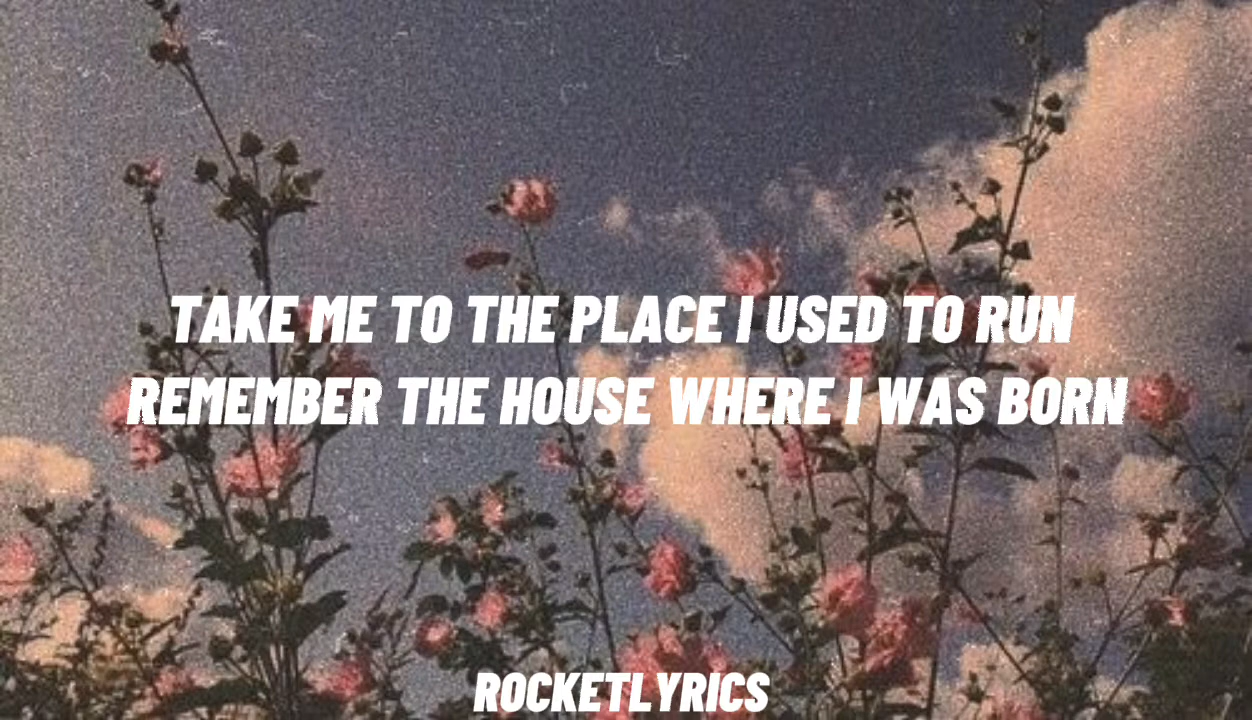 TAKE ME TO THE PLACE I USED TO RUN
REMEMBER THE HOUSE WHERE I WAS BORN
ROCKETLYRICS